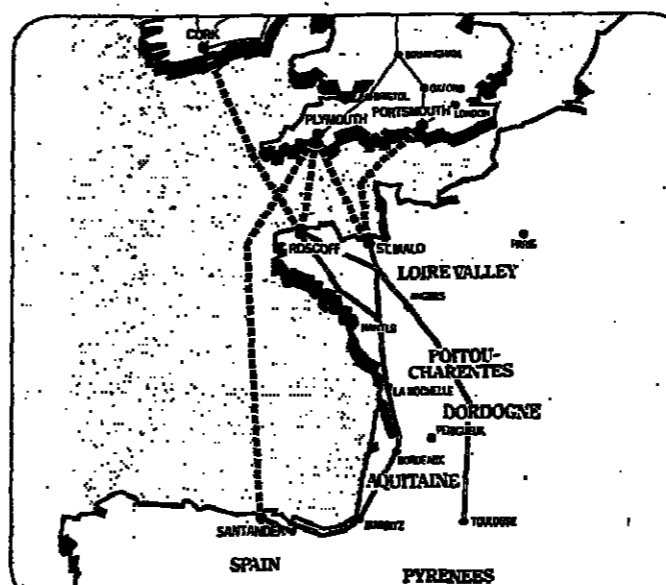 CORK
BIRMINGHAM
OXFORD
BRISTOL
PORTSMOUTH
LONDON
PLYMOUTH
ROSCOFF
ST. MALO
PARIS
LOIRE VALLEY
ANGERS
NANTES
POITOU-
CHARENTES
LA ROCHELLE
DORDOGNE
PERIGUEUX
BORDEAUX
AQUITAINE
SANTANDER
BIARRITZ
TOULOUSE
SPAIN
PYRENEES